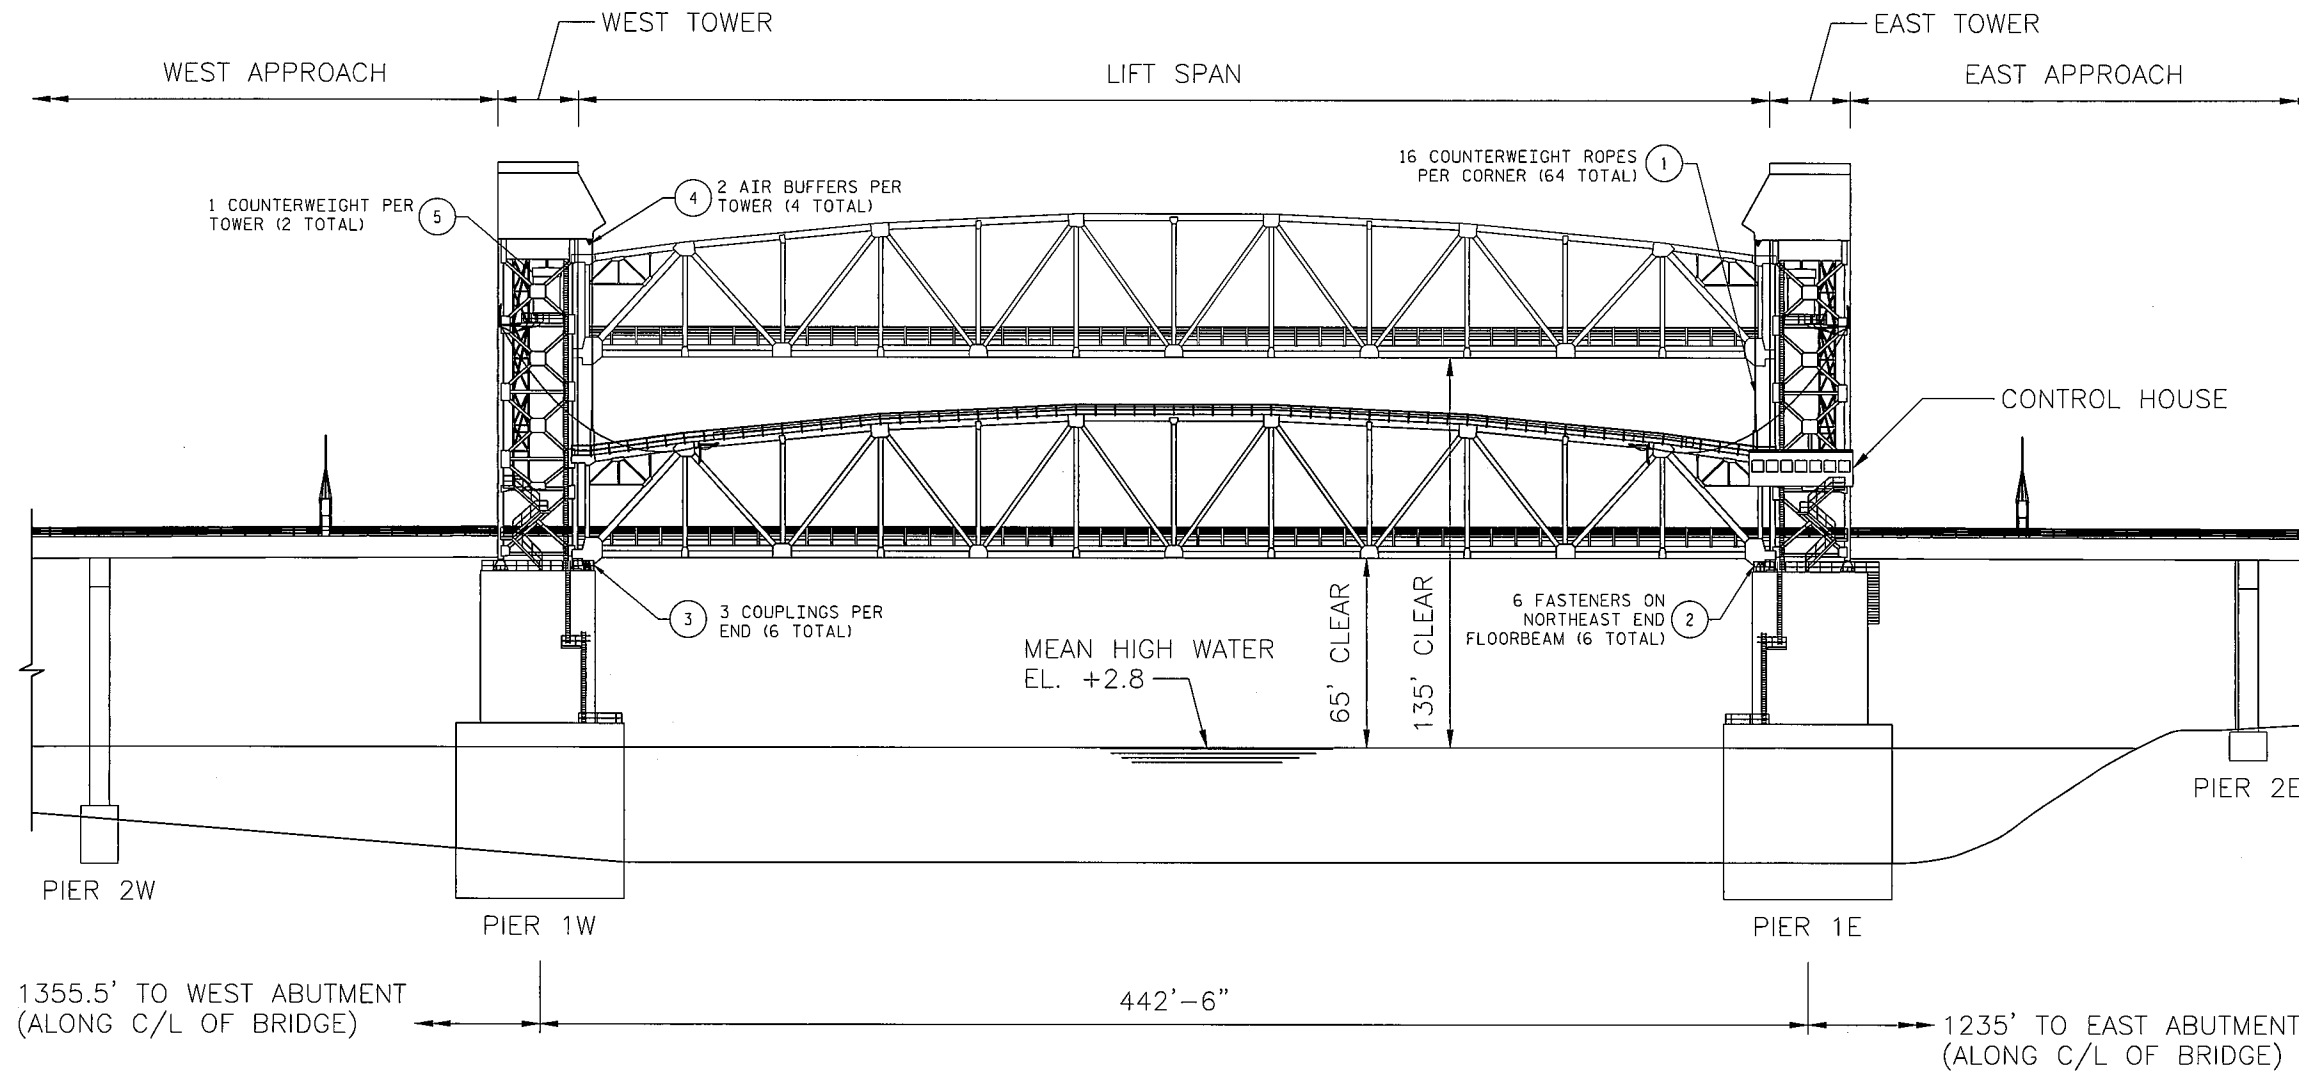 WEST TOWER
EAST TOWER
WEST APPROACH
LIFT SPAN
EAST APPROACH
16 COUNTERWEIGHT ROPES
PER CORNER (64 TOTAL)
1
1 COUNTERWEIGHT PER
TOWER (2 TOTAL)
5
4
2 AIR BUFFERS PER
TOWER (4 TOTAL)
CONTROL HOUSE
3
3 COUPLINGS PER
END (6 TOTAL)
6 FASTENERS ON
NORTHEAST END
FLOORBEAM (6 TOTAL)
2
MEAN HIGH WATER
EL. +2.8
65' CLEAR
135' CLEAR
PIER 2E
PIER 2W
PIER 1W
PIER 1E
1355.5' TO WEST ABUTMENT
(ALONG C/L OF BRIDGE)
442'-6"
1235' TO EAST ABUTMENT
(ALONG C/L OF BRIDGE)